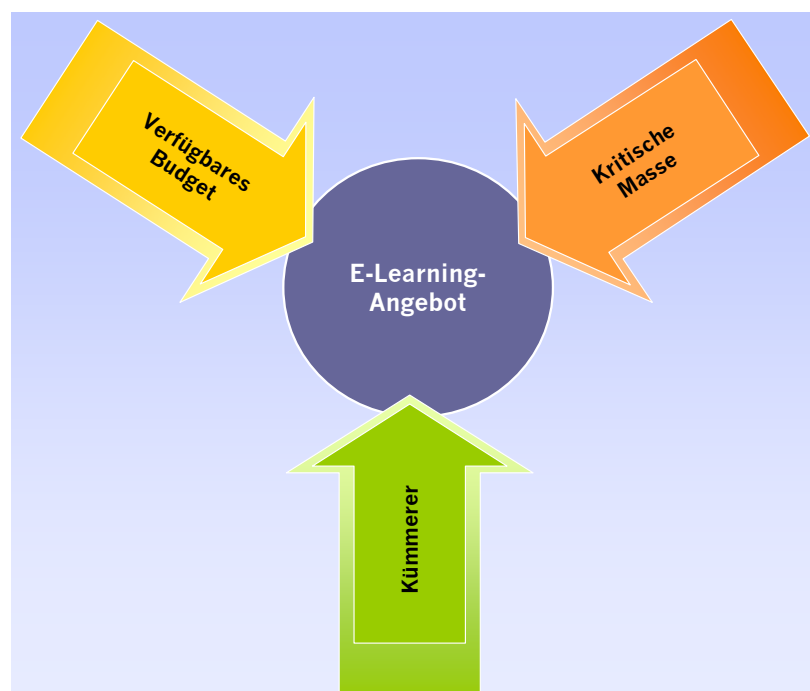 Verfügbares
Budget
Kritische
Masse
E-Learning-
Angebot
Kümmerer